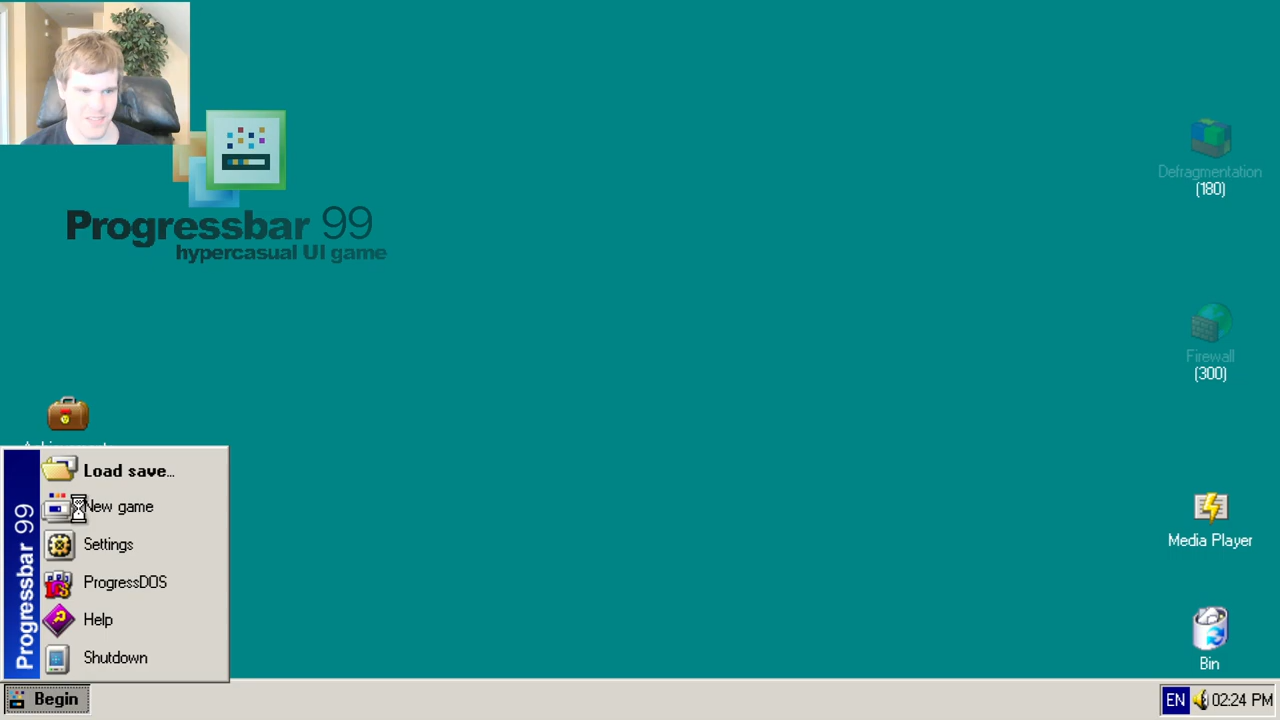 Progressbar 99
hypercasual UI game
Defragmentation
(180)
Firewall
(300)
Media Player
Bin
Load save...
New game
Settings
ProgressDOS
Help
Shutdown
Progressbar 99
Begin
EN
02:24 PM